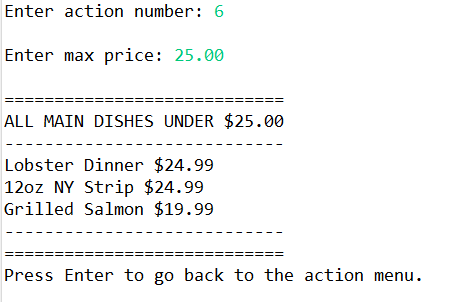 Enter action number: 6
Enter max price: 25.00
============================
ALL MAIN DISHES UNDER $25.00
----------------------------
Lobster Dinner $24.99
12oz NY Strip $24.99
Grilled Salmon $19.99
----------------------------
============================
Press Enter to go back to the action menu.